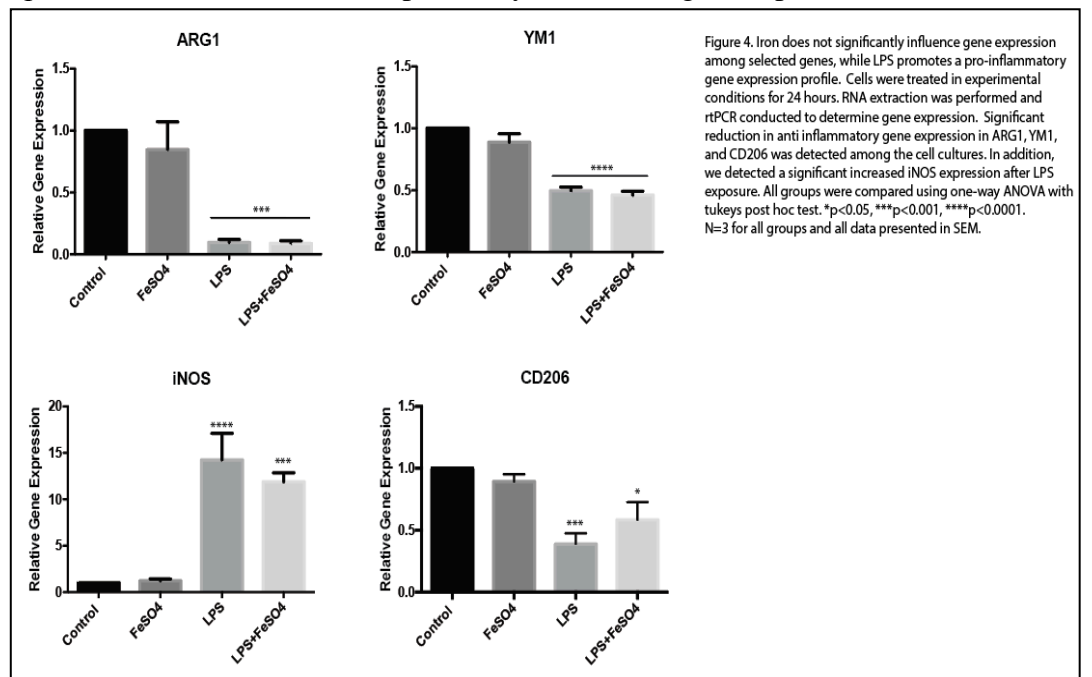 ARG1
Relative Gene Expression
1.5
1.0
0.5
0.0
***
Control
FeSO4
LPS
LPS+FeSO4
YM1
Relative Gene Expression
1.5
1.0
0.5
0.0
****
Control
FeSO4
LPS
LPS+FeSO4
Figure 4. Iron does not significantly influence gene expression
among selected genes, while LPS promotes a pro-inflammatory
gene expression profile. Cells were treated in experimental
conditions for 24 hours. RNA extraction was performed and
rtPCR conducted to determine gene expression. Significant
reduction in anti inflammatory gene expression in ARG1, YM1,
and CD206 was detected among the cell cultures. In addition,
we detected a significant increased iNOS expression after LPS
exposure. All groups were compared using one-way ANOVA with
tukeys post hoc test. *p<0.05, ***p<0.001, ****p<0.0001.
N=3 for all groups and all data presented in SEM.
iNOS
Relative Gene Expression
20
15
10
5
0
****
***
Control
FeSO4
LPS
LPS+FeSO4
CD206
Relative Gene Expression
1.5
1.0
0.5
0.0
***
*
Control
FeSO4
LPS
LPS+FeSO4